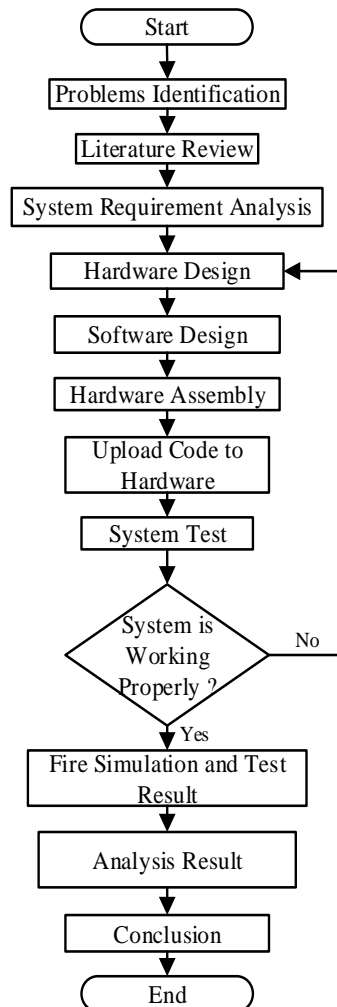 Start
Problems Identification
Literature Review
System Requirement Analysis
Hardware Design
Software Design
Hardware Assembly
Upload Code to
Hardware
System Test
System is
Working
Properly ?
No
Yes
Fire Simulation and Test
Result
Analysis Result
Conclusion
End